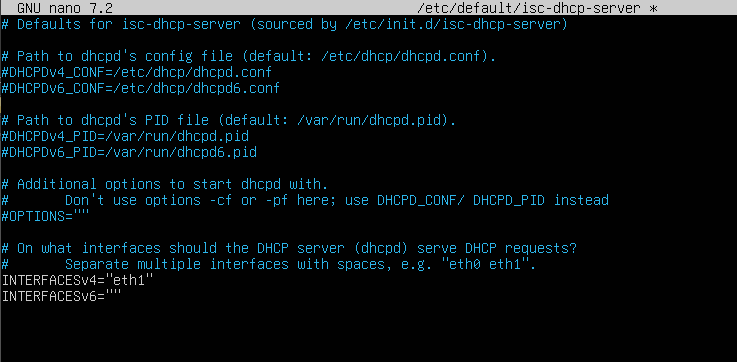 GNU nano 7.2 /etc/default/isc-dhcp-server *
# Defaults for isc-dhcp-server (sourced by /etc/init.d/isc-dhcp-server)
# Path to dhcpd's config file (default: /etc/dhcp/dhcpd.conf).
#DHCPDv4_CONF=/etc/dhcp/dhcpd.conf
#DHCPDv6_CONF=/etc/dhcp/dhcpd6.conf
# Path to dhcpd's PID file (default: /var/run/dhcpd.pid).
#DHCPDv4_PID=/var/run/dhcpd.pid
#DHCPDv6_PID=/var/run/dhcpd6.pid
# Additional options to start dhcpd with.
#       Don't use options -cf or -pf here; use DHCPD_CONF/ DHCPD_PID instead
#OPTIONS=""
# On what interfaces should the DHCP server (dhcpd) serve DHCP requests?
#       Separate multiple interfaces with spaces, e.g. "eth0 eth1".
INTERFACESv4="eth1"
INTERFACESv6=""